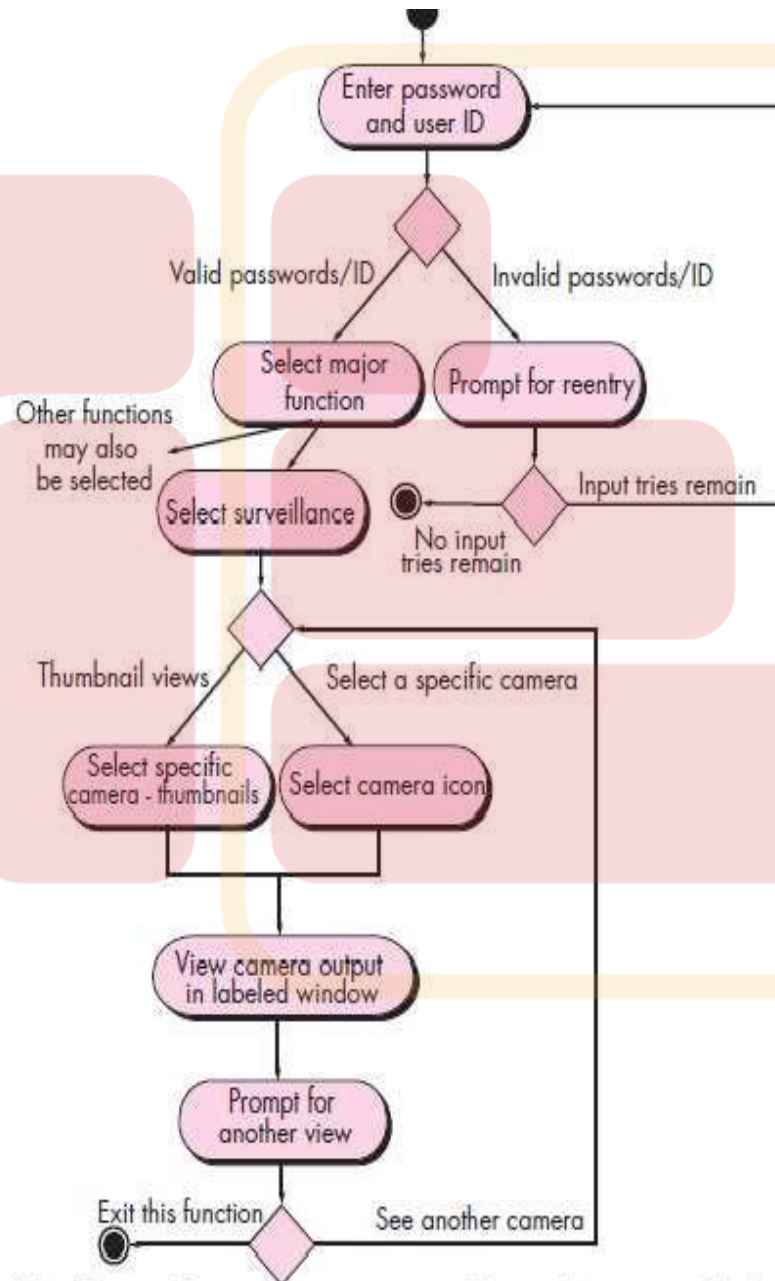 Enter password
and user ID
Valid passwords/ID
Invalid passwords/ID
Select major
function
Prompt for reentry
Other functions
may also
be selected
Select surveillance
Input tries remain
No input
tries remain
Thumbnail views
Select a specific camera
Select specific
camera - thumbnails
Select camera icon
View camera output
in labeled window
Prompt for
another view
Exit this function
See another camera